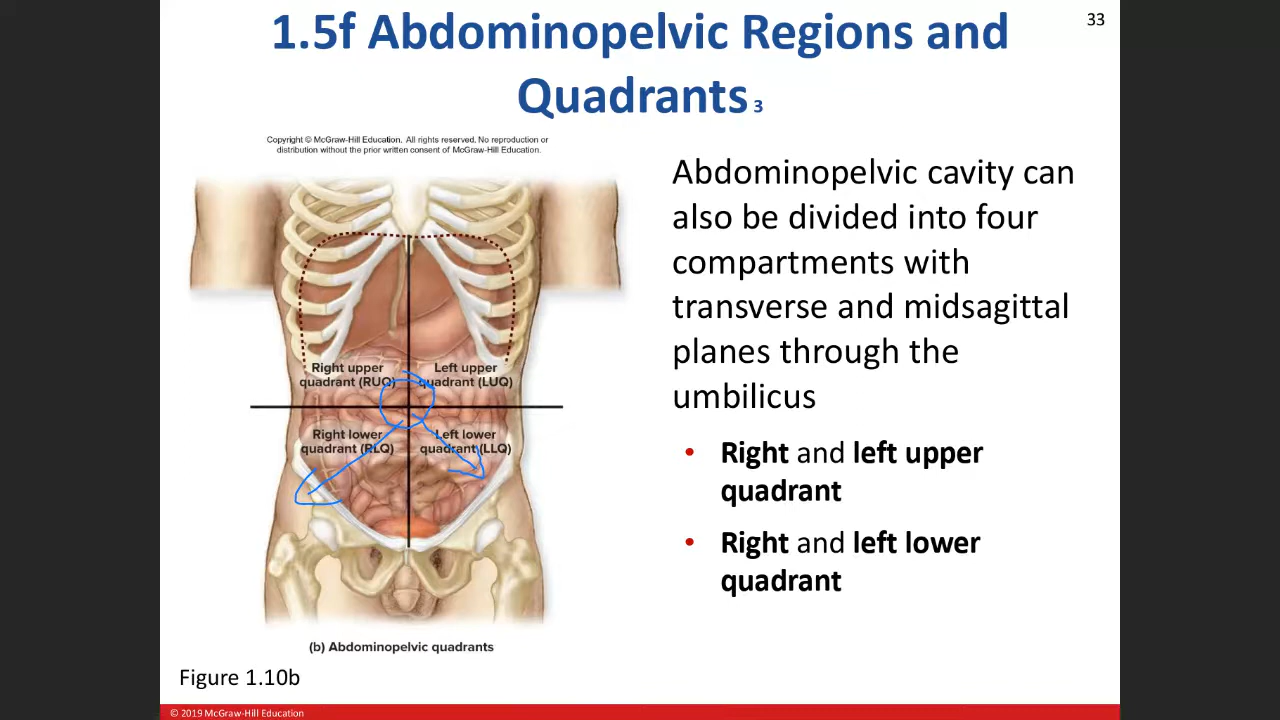 1.5f Abdominopelvic Regions and
Quadrants 3
33
Copyright © McGraw-Hill Education. All rights reserved. No reproduction or
distribution without the prior written consent of McGraw-Hill Education.
Right upper
quadrant (RUQ)
Left upper
quadrant (LUQ)
Right lower
quadrant (RLQ)
Left lower
quadrant (LLQ)
(b) Abdominopelvic quadrants
Figure 1.10b
Abdominopelvic cavity can
also be divided into four
compartments with
transverse and midsagittal
planes through the
umbilicus
• Right and left upper
quadrant
• Right and left lower
quadrant
© 2019 McGraw-Hill Education